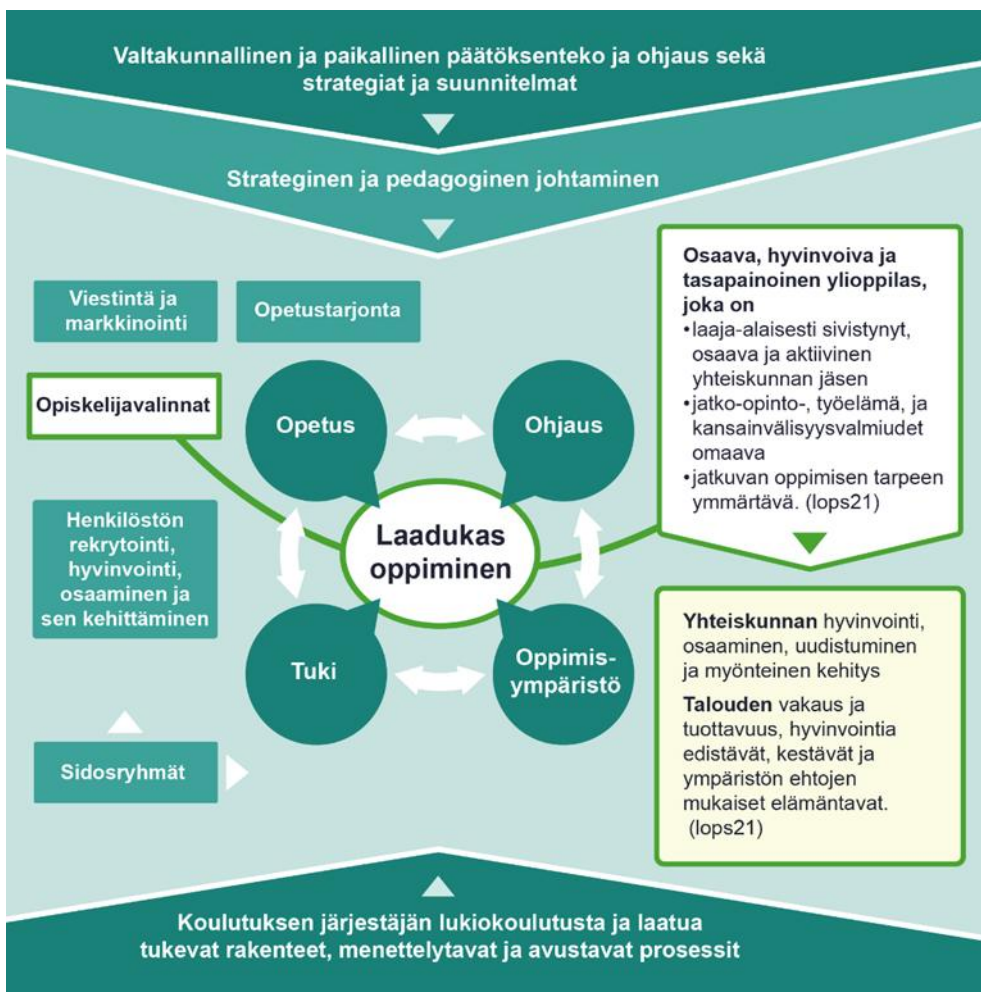 Valtakunnallinen ja paikallinen päätöksenteko ja ohjaus sekä
strategiat ja suunnitelmat
Strateginen ja pedagoginen johtaminen
Viestintä ja
markkinointi
Opetustarjonta
Opiskelijavalinnat
Henkilöstön
rekrytointi,
hyvinvointi,
osaaminen ja
sen kehittäminen
Sidosryhmät
Opetus
Ohjaus
Laadukas
oppiminen
Tuki
Oppimis-
ympäristö
Osaava, hyvinvoiva ja
tasapainoinen ylioppilas,
joka on
•laaja-alaisesti sivistynyt,
osaava ja aktiivinen
yhteiskunnan jäsen
•jatko-opinto-, työelämä, ja
kansainvälisyysvalmiudet
omaava
•jatkuvan oppimisen tarpeen
ymmärtävä. (lops21)
Yhteiskunnan hyvinvointi,
osaaminen, uudistuminen
ja myönteinen kehitys
Talouden vakaus ja
tuottavuus, hyvinvointia
edistävät, kestävät ja
ympäristön ehtojen
mukaiset elämäntavat.
(lops21)
Koulutuksen järjestäjän lukiokoulutusta ja laatua
tukevat rakenteet, menettelytavat ja avustavat prosessit